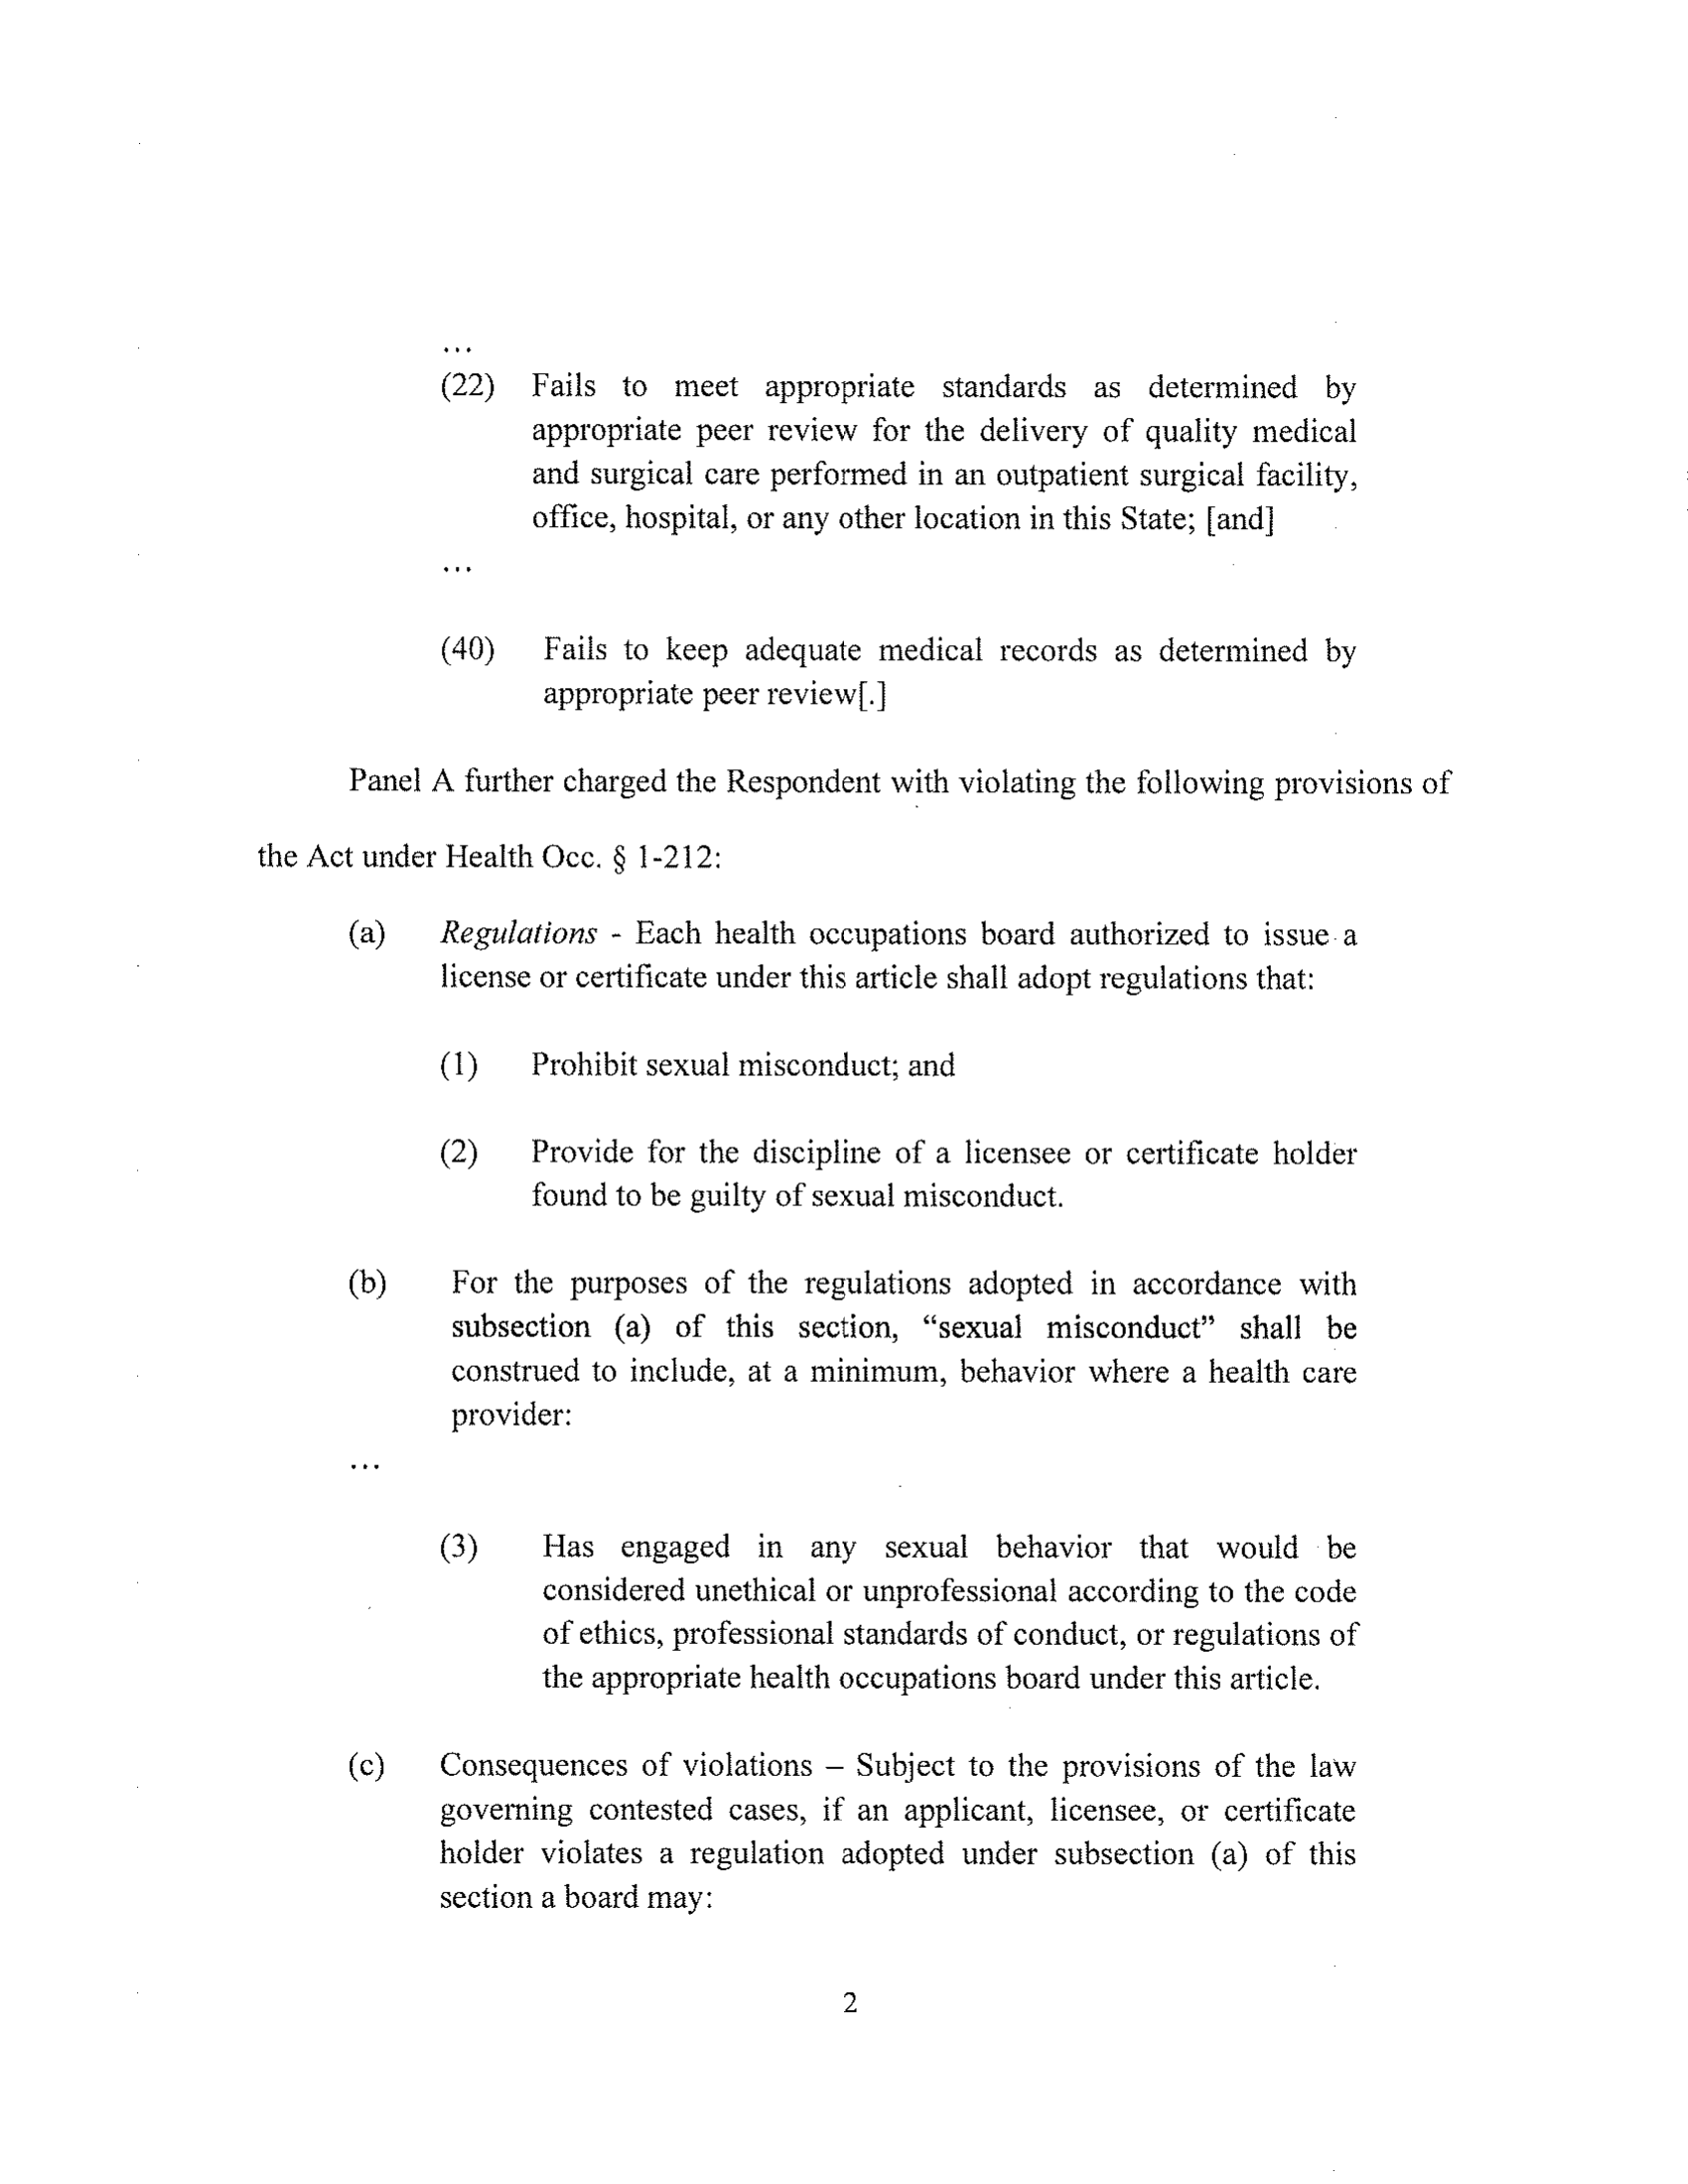 ...
(22) Fails to meet appropriate standards as determined by
appropriate peer review for the delivery of quality medical
and surgical care performed in an outpatient surgical facility,
office, hospital, or any other location in this State; [and]
...
(40) Fails to keep adequate medical records as determined by
appropriate peer review[.]
Panel A further charged the Respondent with violating the following provisions of
the Act under Health Occ. § 1-212:
(a) Regulations - Each health occupations board authorized to issue a
license or certificate under this article shall adopt regulations that:
(1) Prohibit sexual misconduct; and
(2) Provide for the discipline of a licensee or certificate holder
found to be guilty of sexual misconduct.
(b) For the purposes of the regulations adopted in accordance with
subsection (a) of this section, “sexual misconduct” shall be
construed to include, at a minimum, behavior where a health care
provider:
...
(3) Has engaged in any sexual behavior that would be
considered unethical or unprofessional according to the code
of ethics, professional standards of conduct, or regulations of
the appropriate health occupations board under this article.
(c) Consequences of violations – Subject to the provisions of the law
governing contested cases, if an applicant, licensee, or certificate
holder violates a regulation adopted under subsection (a) of this
section a board may:
2